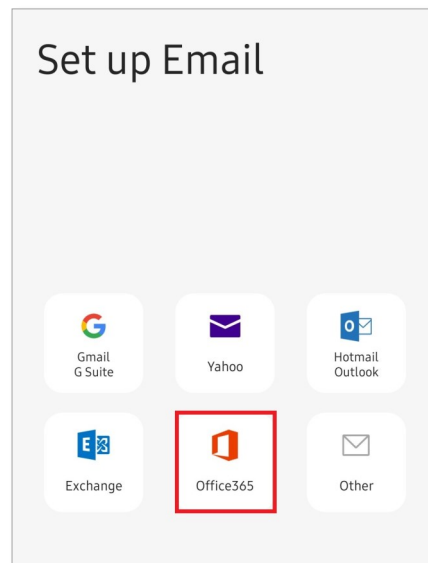 Set up Email
Gmail
G Suite
Yahoo
Hotmail
Outlook
Exchange
Office365
Other